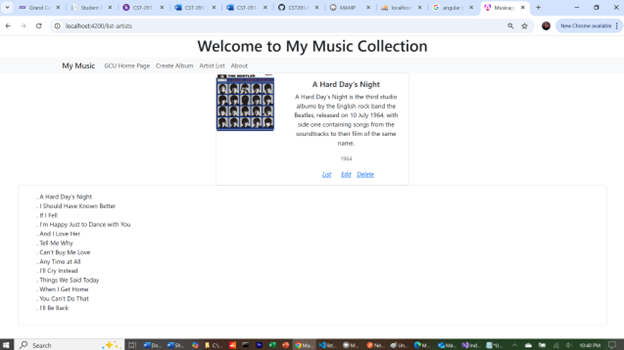 Grand C
Student
CST-391
CST-391
CST-391
CST391
MAMP
localhos
angular
Musicap
localhost:4200/list-artists
New Chrome available
Welcome to My Music Collection
My Music GCU Home Page Create Album Artist List About
THE BEATLES
A Hard Day's Night
A Hard Day's Night is the third studio
albums by the English rock band the
Beatles, released on 10 July 1964, with
side one containing songs from the
soundtracks to their film of the same
name.
1964
List Edit Delete
. A Hard Day's Night
. I Should Have Known Better
. If I Fell
. I'm Happy Just to Dance with You
. And I Love Her
. Tell Me Why
. Can't Buy Me Love
. Any Time at All
. I'll Cry Instead
. Things We Said Today
. When I Get Home
. You Can't Do That
. I'll Be Back
Search
10:40 PM